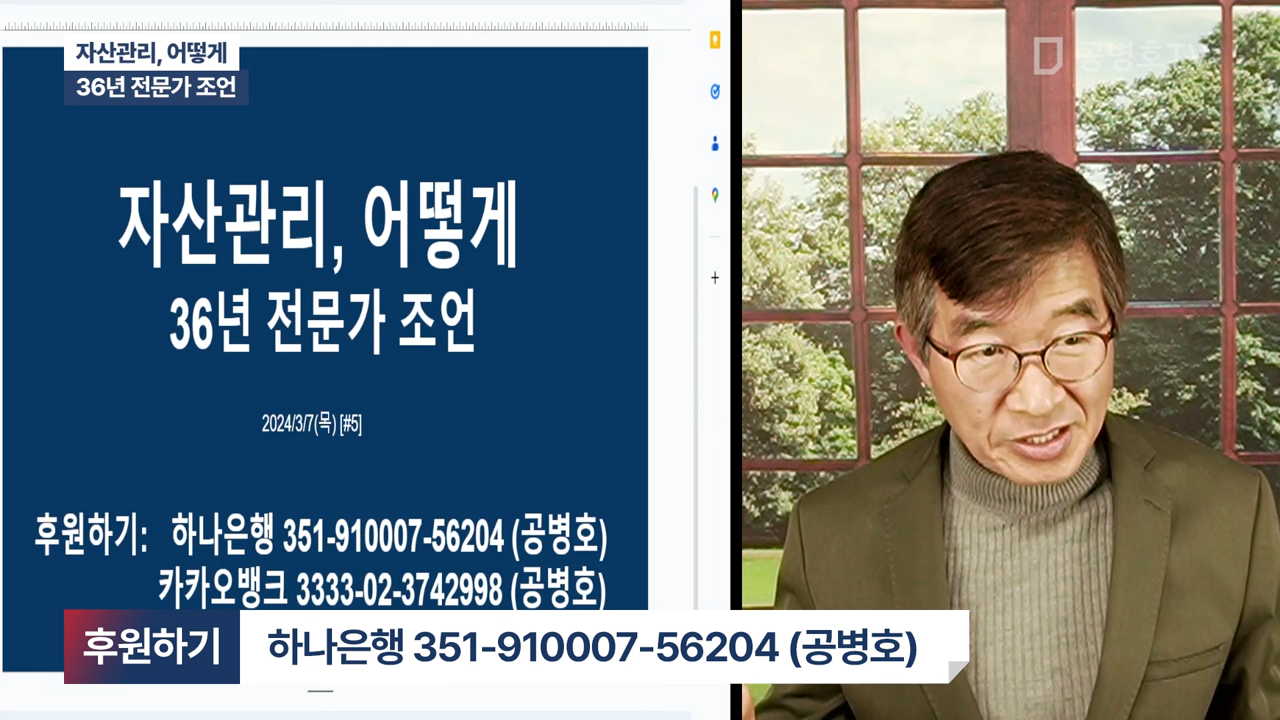 자산관리, 어떻게
36년 전문가 조언
공병호TV
자산관리, 어떻게
36년 전문가 조언
2024/3/7(목) [#5]
후원하기: 하나은행 351-910007-56204 (공병호)
카카오뱅크 3333-02-3742998 (공병호)
후원하기 하나은행 351-910007-56204 (공병호)